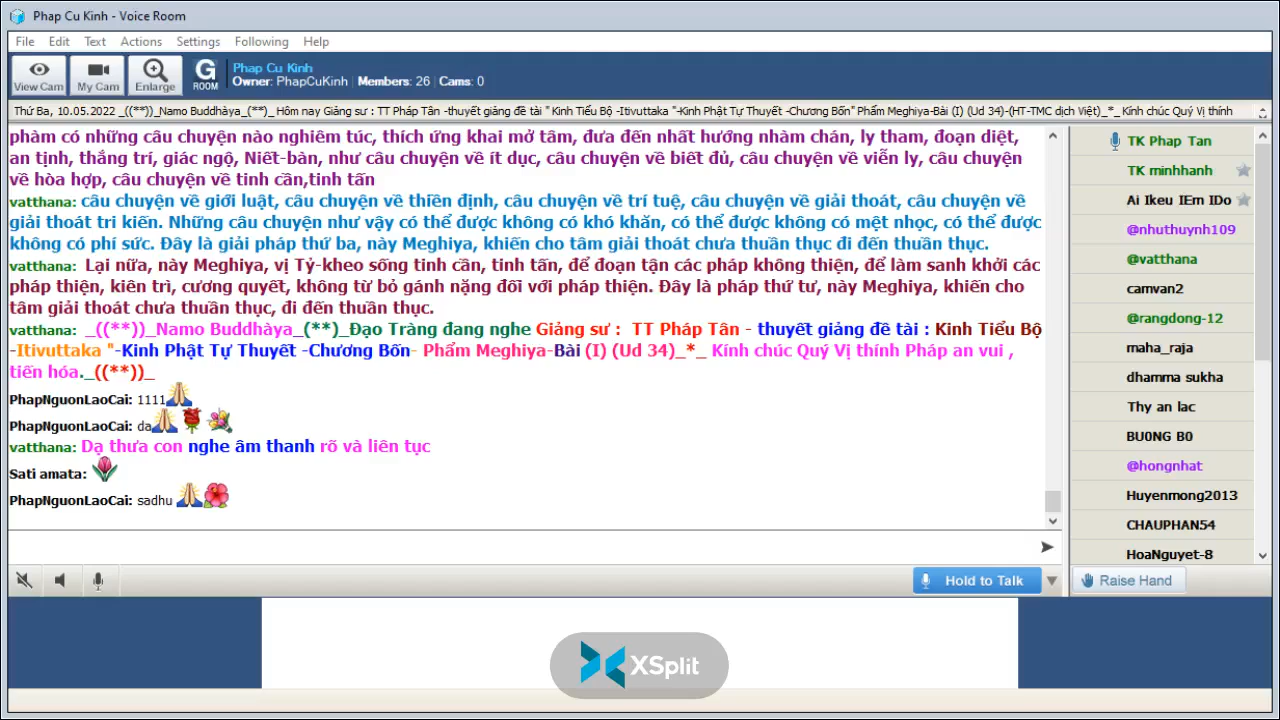 Phap Cu Kinh - Voice Room
File Edit Text Actions Settings Following Help
View Cam My Cam Enlarge G ROOM
Phap Cu Kinh
Owner: PhapCuKinh Members: 26 Cams: 0
Thứ Ba, 10.05.2022 _((**))_Namo Buddhàya_(**)_ Hôm nay Giảng sư : TT Pháp Tân -thuyết giảng đề tài " Kinh Tiểu Bộ -Itivuttaka "-Kinh Phật Tự Thuyết -Chương Bốn" Phẩm Meghiya-Bài (I) (Ud 34)-(HT-TMC dịch Việt)_*_Kính chúc Quý Vị thính
phàm có những câu chuyện nào nghiêm túc, thích ứng khai mở tâm, đưa đến nhất hướng nhàm chán, ly tham, đoạn diệt,
an tịnh, thắng trí, giác ngộ, Niết-bàn, như câu chuyện về ít dục, câu chuyện về biết đủ, câu chuyện về viễn ly, câu chuyện
về hòa hợp, câu chuyện về tinh cần,tinh tấn
vatthana: câu chuyện về giới luật, câu chuyện về thiền định, câu chuyện về trí tuệ, câu chuyện về giải thoát, câu chuyện về
giải thoát tri kiến. Những câu chuyện như vậy có thể được không có khó khăn, có thể được không có mệt nhọc, có thể được
không có phí sức. Đây là giải pháp thứ ba, này Meghiya, khiến cho tâm giải thoát chưa thuần thục đi đến thuần thục.
vatthana: Lại nữa, này Meghiya, vị Tỷ-kheo sống tinh cần, tinh tấn, để đoạn tận các pháp không thiện, để làm sanh khởi các
pháp thiện, kiên trì, cương quyết, không từ bỏ gánh nặng đối với pháp thiện. Đây là pháp thứ tư, này Meghiya, khiến cho
tâm giải thoát chưa thuần thục, đi đến thuần thục.
vatthana: _((**))_Namo Buddhàya_(**)_Đạo Tràng đang nghe Giảng sư : TT Pháp Tân - thuyết giảng đề tài : Kinh Tiểu Bộ
-Itivuttaka "-Kinh Phật Tự Thuyết -Chương Bốn- Phẩm Meghiya-Bài (I) (Ud 34)_*_ Kính chúc Quý Vị thính Pháp an vui ,
tiến hóa._((**))_
PhapNguonLaoCai: 1111
PhapNguonLaoCai: da
vatthana: Dạ thưa con nghe âm thanh rõ và liên tục
Sati amata:
PhapNguonLaoCai: sadhu
TK Phap Tan
TK minhhanh
Ai Ikeu IEm IDo
@nhuthuynh109
@vatthana
camvan2
@rangdong-12
maha_raja
dhamma sukha
Thy an lac
BU0NG B0
@hongnhat
Huyenmong2013
CHAUPHAN54
HoaNguyet-8
Hold to Talk
Raise Hand
XSplit